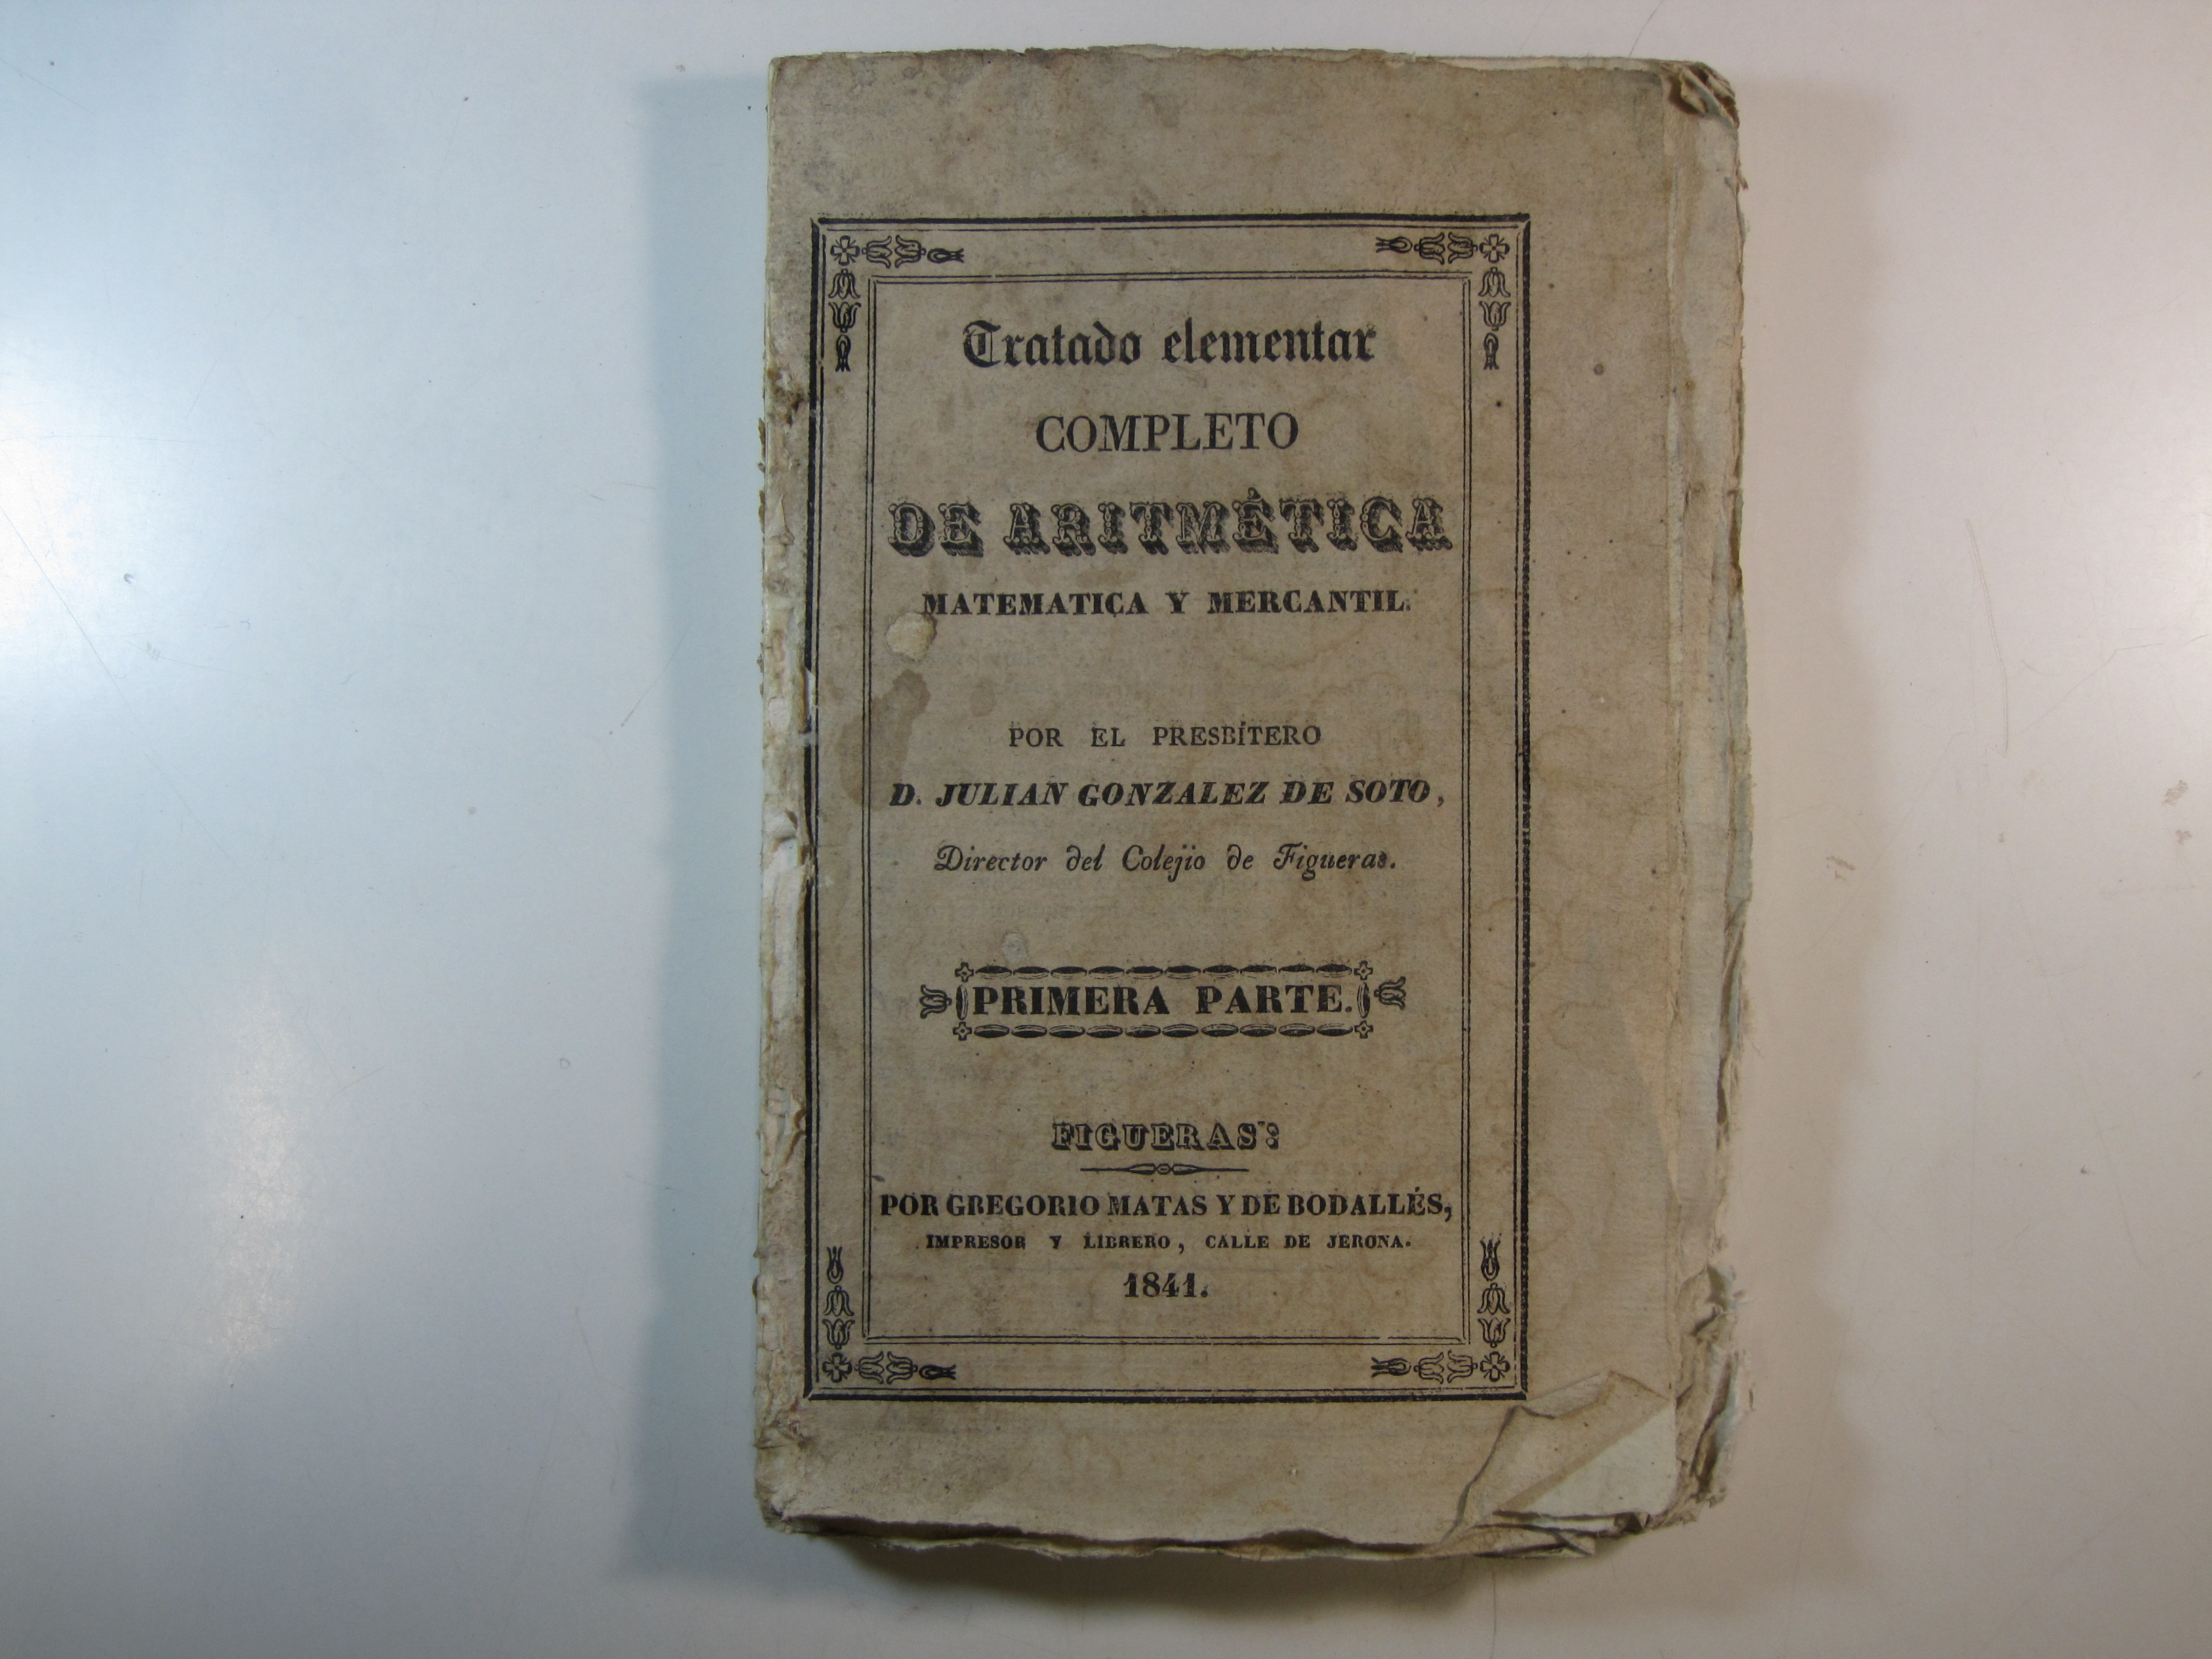 Tratado elementar
COMPLETO
DE ARITMÉTICA
MATEMATICA Y MERCANTIL.
POR EL PRESBÍTERO
D. JULIAN GONZALEZ DE SOTO,
Director del Colejio de Figueras.
PRIMERA PARTE.
FIGUERAS:
POR GREGORIO MATAS Y DE BODALLÉS,
IMPRESOR Y LIBRERO, CALLE DE JERONA.
1841.